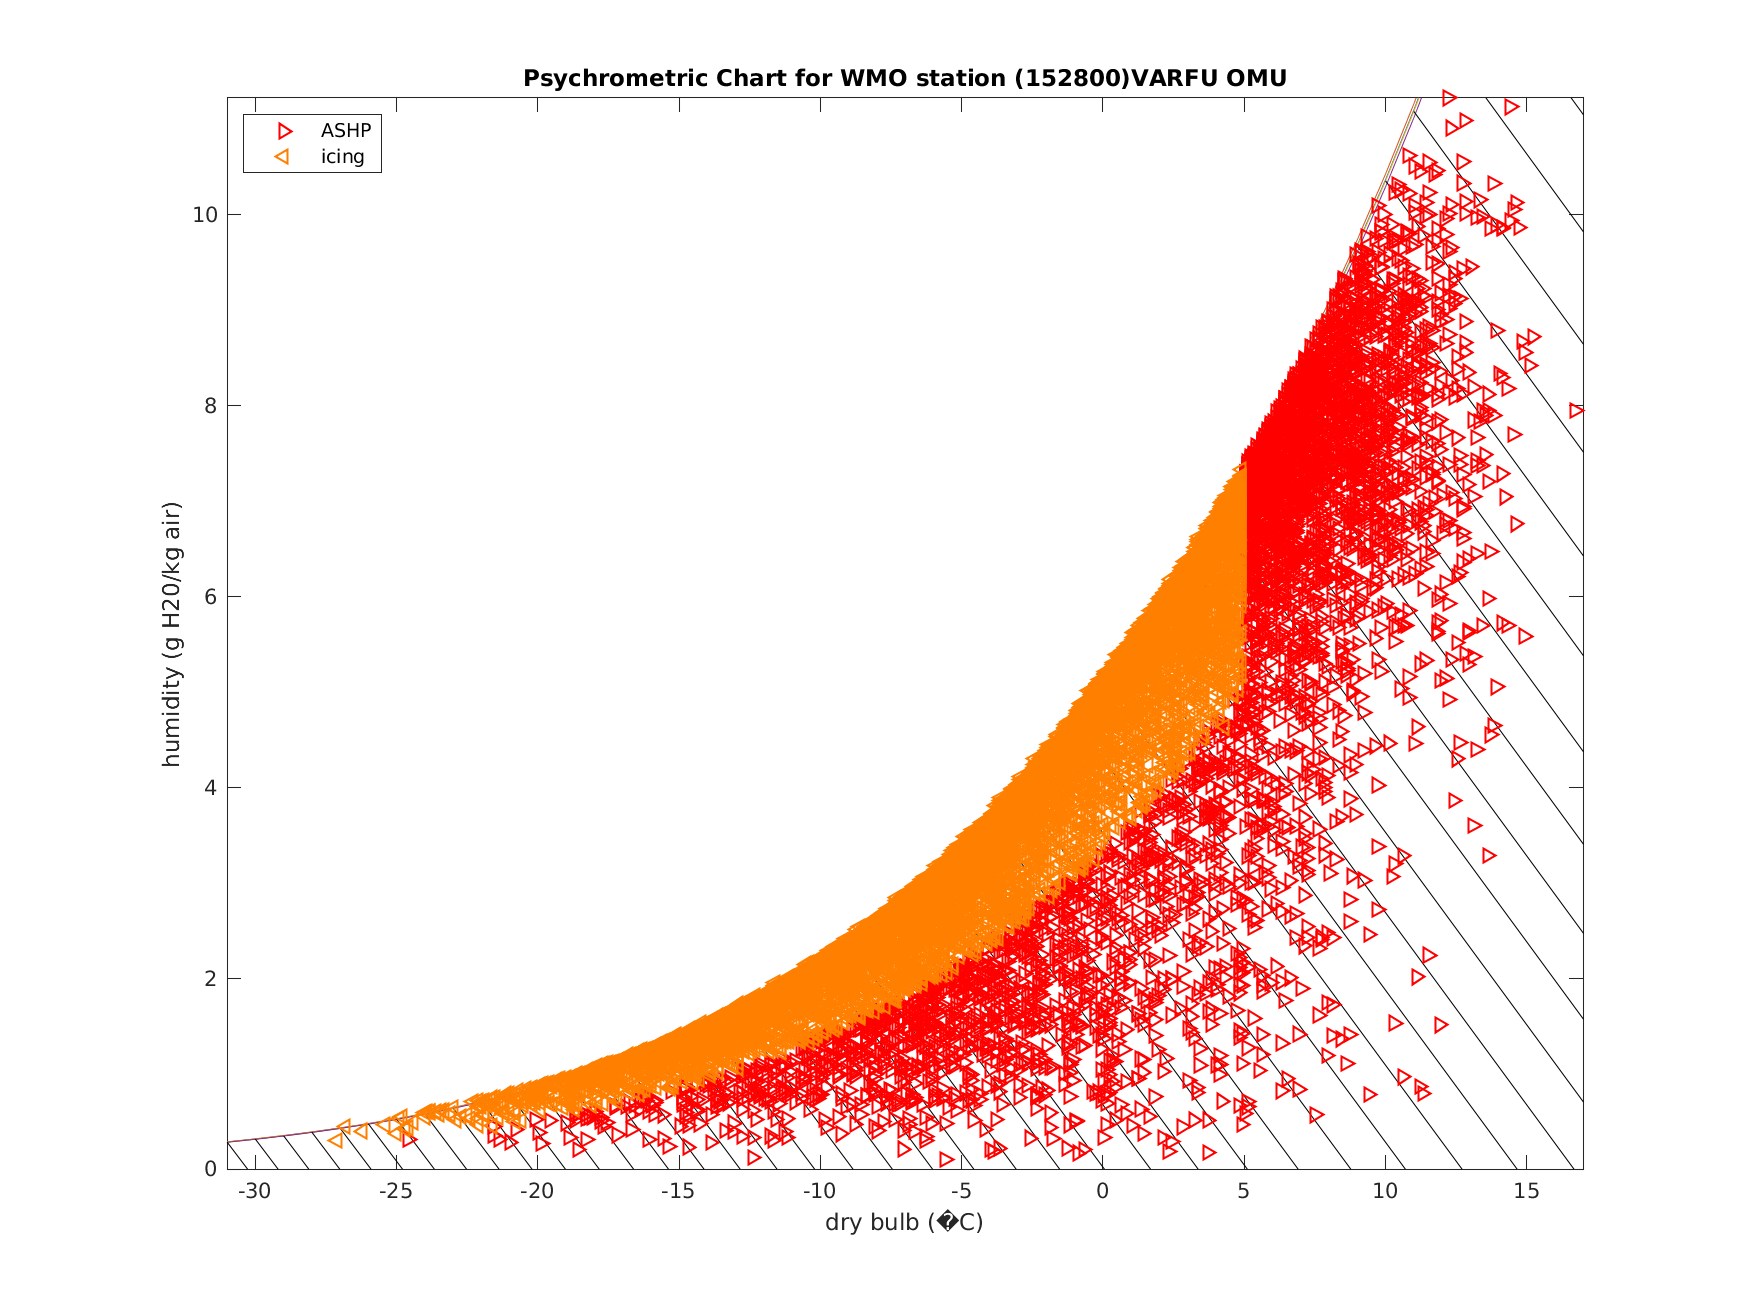 Psychrometric Chart for WMO station (152800)VARFU OMU
ASHP
icing
humidity (g H20/kg air)
10
8
6
4
2
0
-30 -25 -20 -15 -10 -5 0 5 10 15
dry bulb (�C)